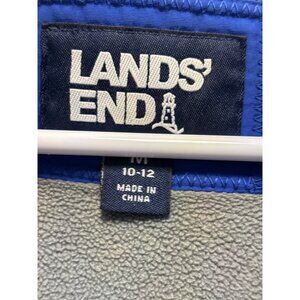 LANDS'
END
M
10-12
MADE IN
CHINA